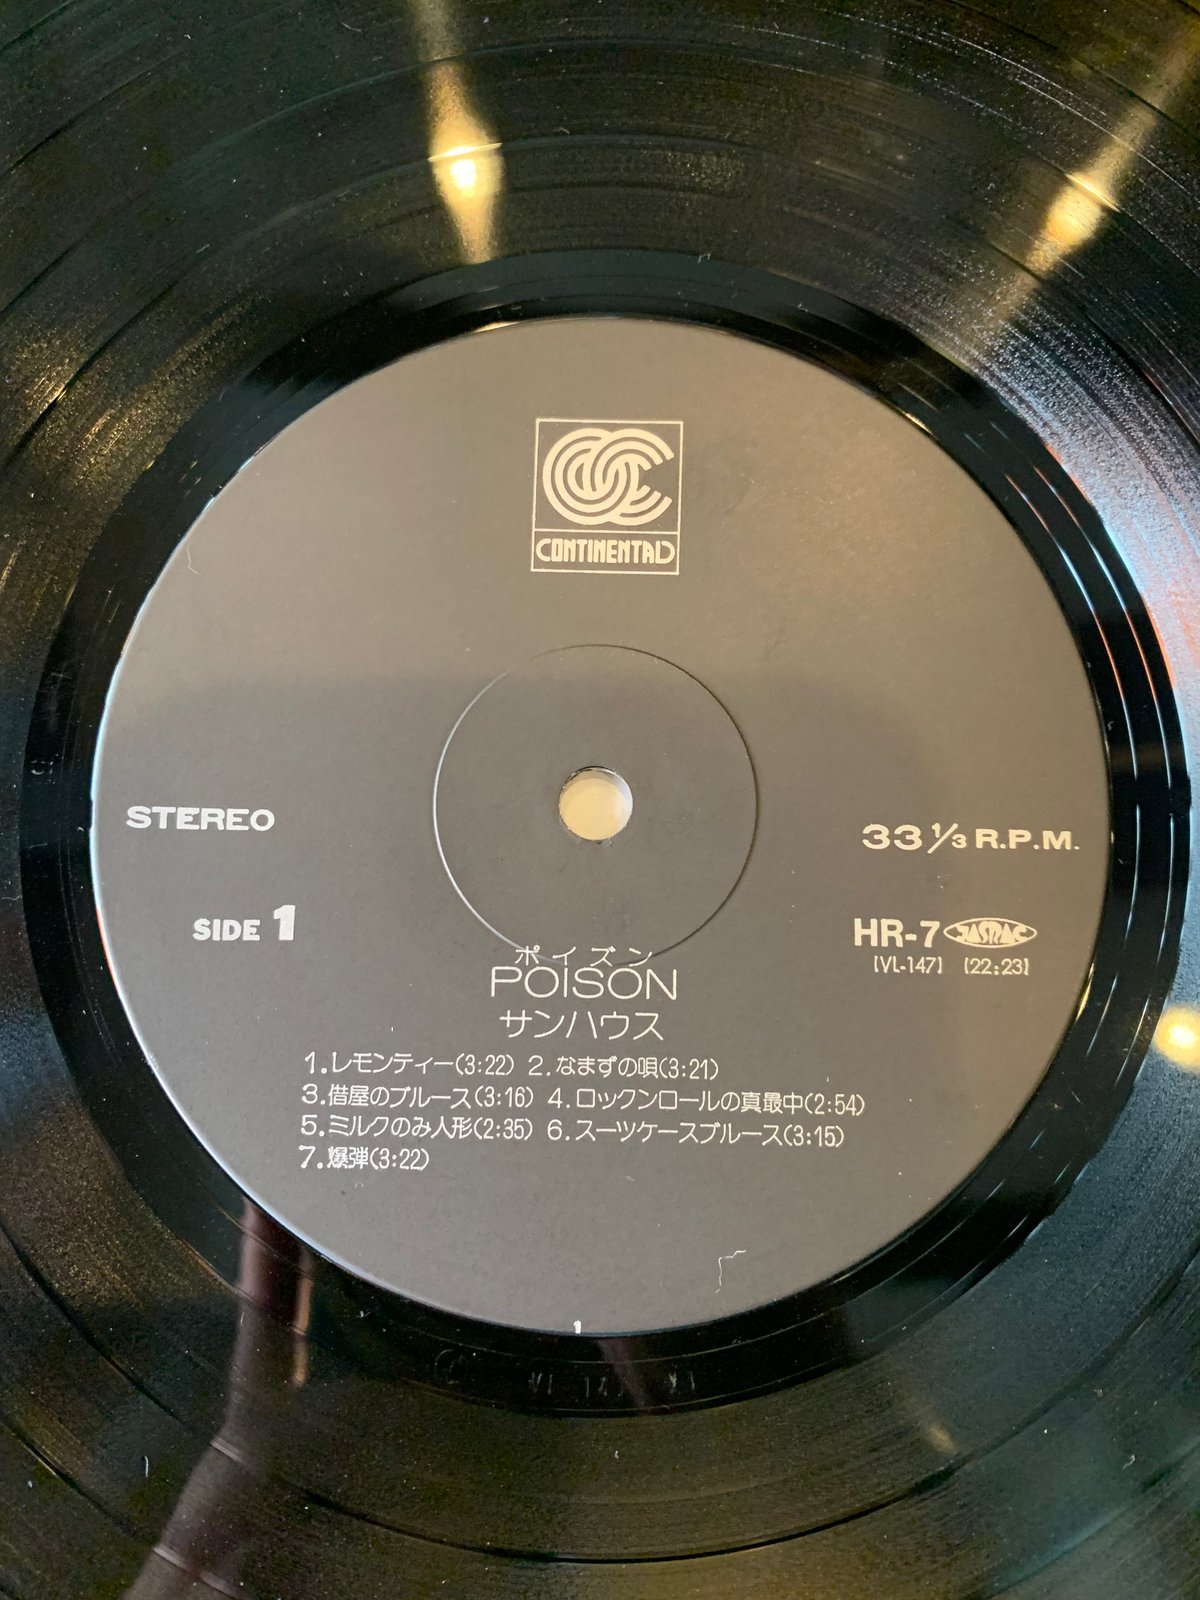 CONTINENTAL
STEREO
33 1/3 R.P.M.
SIDE 1
HR-7 JASRAC
[VL-147] [22:23]
ポイズン
POISON
サンハウス
1.レモンティー(3:22) 2.なまずの唄(3:21)
3.借屋のブルース(3:16) 4.ロックンロールの真最中(2:54)
5.ミルクのみ人形(2:35) 6.スーツケースブルース(3:15)
7.爆弾(3:22)
1